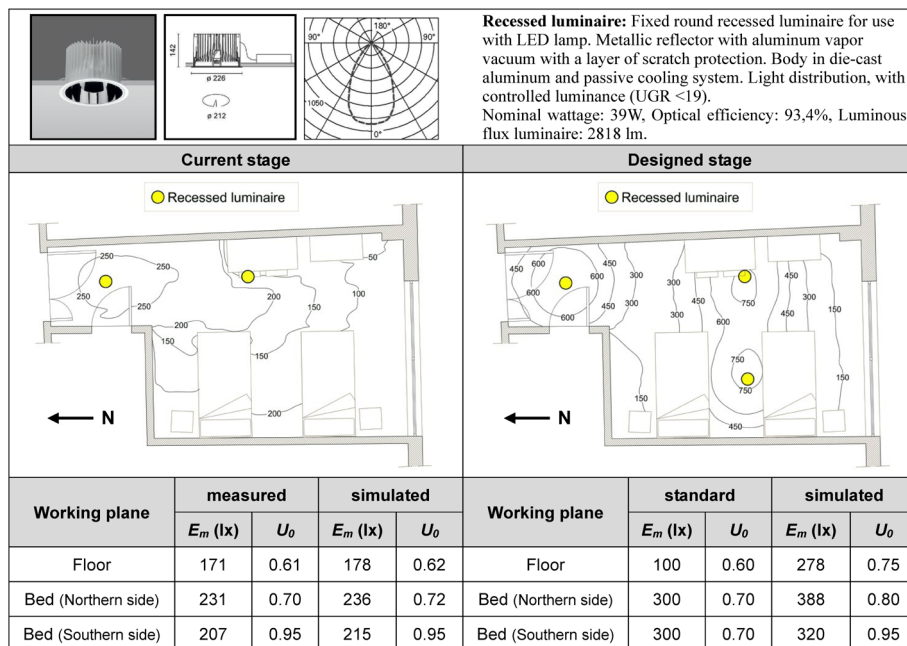 142
ø 226
ø 212
180°
90°
90°
1050
0°
Recessed luminaire: Fixed round recessed luminaire for use
with LED lamp. Metallic reflector with aluminum vapor
vacuum with a layer of scratch protection. Body in die-cast
aluminum and passive cooling system. Light distribution, with
controlled luminance (UGR <19).
Nominal wattage: 39W, Optical efficiency: 93,4%, Luminous
flux luminaire: 2818 lm.
Current stage
Designed stage
Recessed luminaire
250
250
250
250
200
200
150
150
150
100
50
200
N
Recessed luminaire
450
600
600
450
600
600
450
300
300
450
300
450
600
750
750
750
450
300
450
300
150
150
150
450
N
Working plane measured simulated
Em (lx) U0 Em (lx) U0
Floor 171 0.61 178 0.62
Bed (Northern side) 231 0.70 236 0.72
Bed (Southern side) 207 0.95 215 0.95
Working plane standard simulated
Em (lx) U0 Em (lx) U0
Floor 100 0.60 278 0.75
Bed (Northern side) 300 0.70 388 0.80
Bed (Southern side) 300 0.70 320 0.95